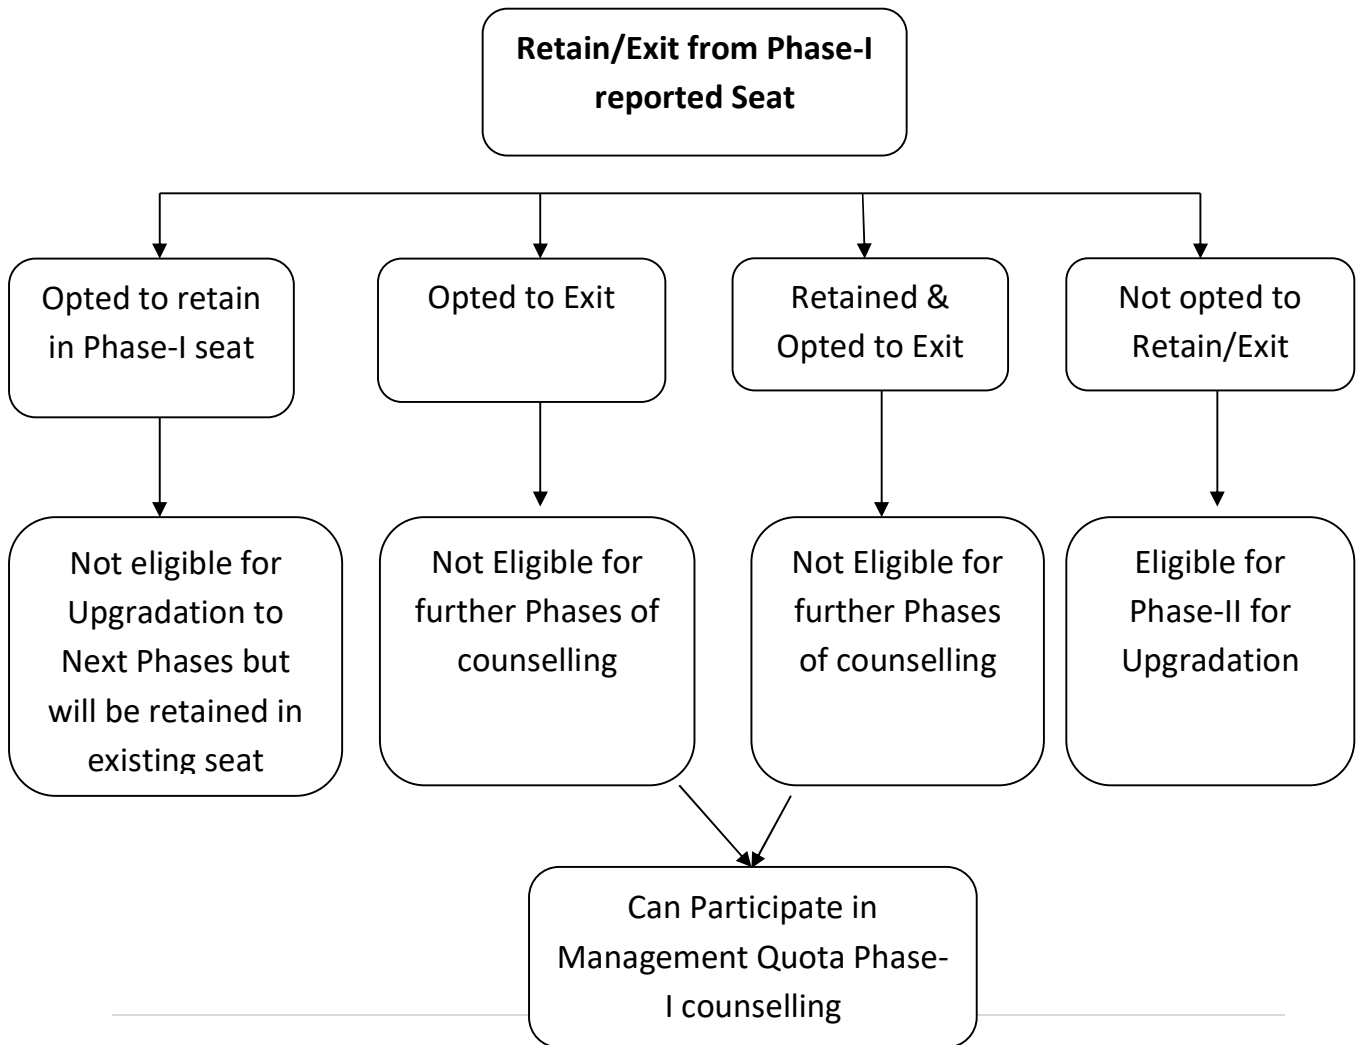 Retain/Exit from Phase-I
reported Seat
Opted to retain
in Phase-I seat
Opted to Exit
Retained &
Opted to Exit
Not opted to
Retain/Exit
Not eligible for
Upgradation to
Next Phases but
will be retained in
existing seat
Not Eligible for
further Phases of
counselling
Not Eligible for
further Phases
of counselling
Eligible for
Phase-II for
Upgradation
Can Participate in
Management Quota Phase-
I counselling